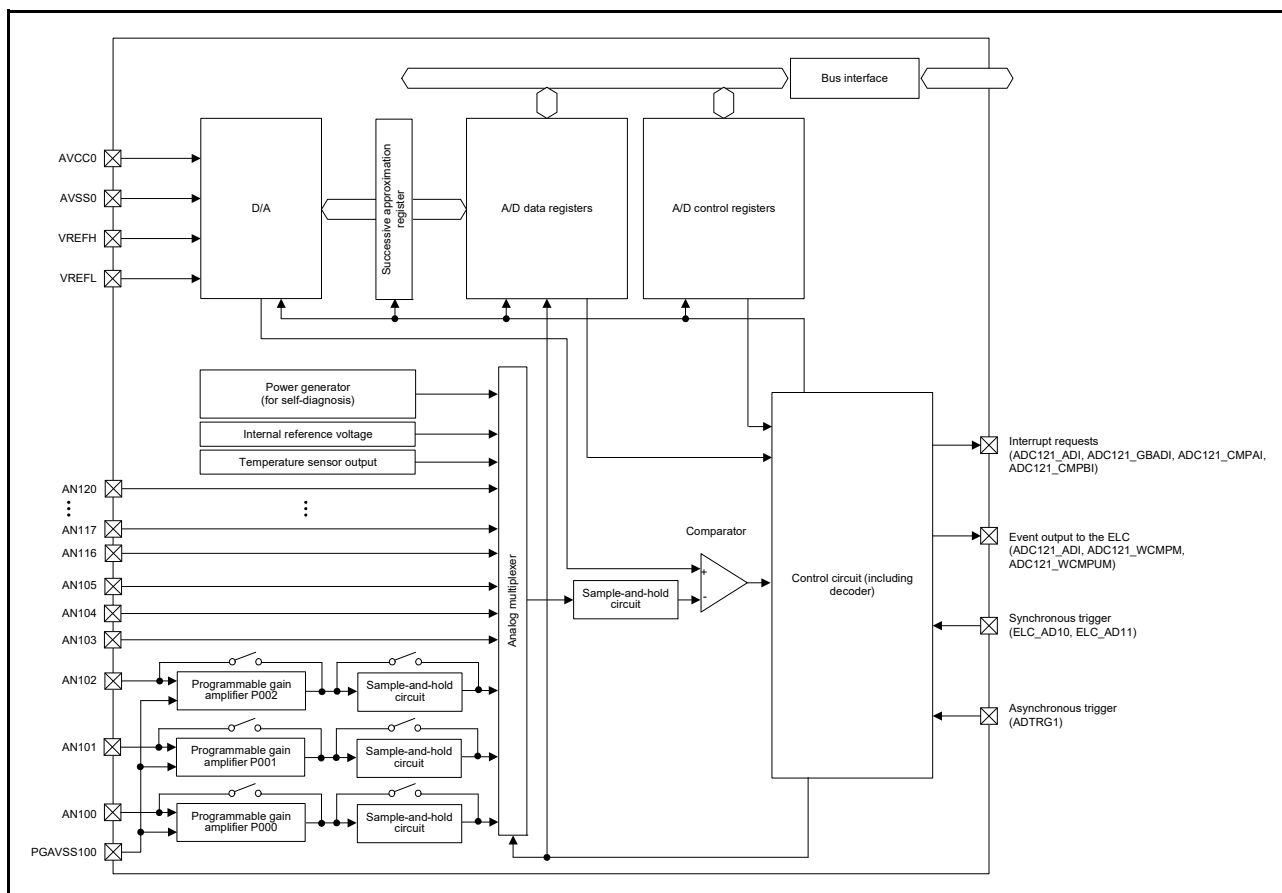 Bus interface
AVCC0
AVSS0
VREFH
VREFL
D/A
Successive approximation
register
A/D data registers
A/D control registers
Power generator
(for self-diagnosis)
Internal reference voltage
Temperature sensor output
AN120
AN117
AN116
AN105
AN104
AN103
AN102
AN101
AN100
PGAVSS100
Programmable gain
amplifier P002
Sample-and-hold
circuit
Programmable gain
amplifier P001
Sample-and-hold
circuit
Programmable gain
amplifier P000
Sample-and-hold
circuit
Analog multiplexer
Sample-and-hold
circuit
Comparator
+
-
Control circuit (including
decoder)
Interrupt requests
(ADC121_ADI, ADC121_GBADI, ADC121_CMPAI,
ADC121_CMPBI)
Event output to the ELC
(ADC121_ADI, ADC121_WCMPM,
ADC121_WCMPUM)
Synchronous trigger
(ELC_AD10, ELC_AD11)
Asynchronous trigger
(ADTRG1)